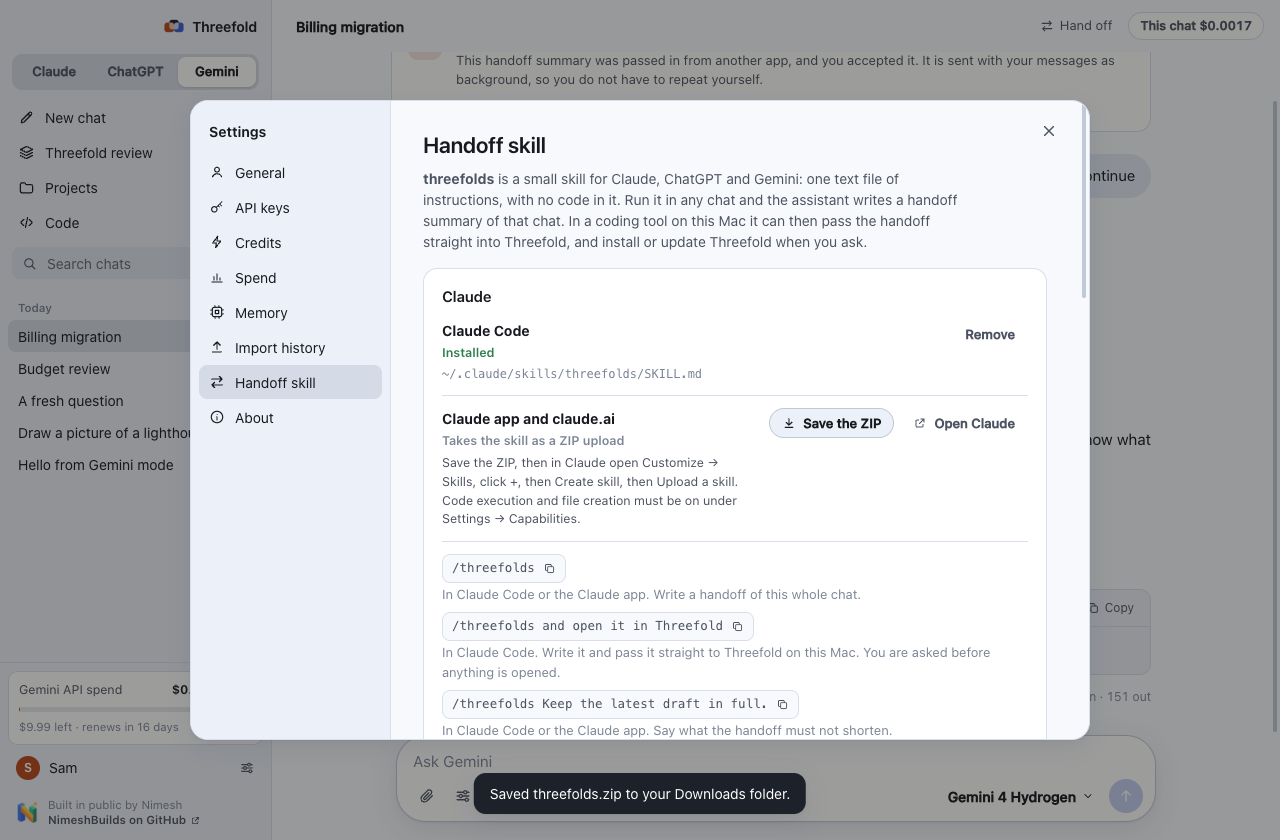 Threefold
Billing migration
Hand off
This chat $0.0017
Claude
ChatGPT
Gemini
This handoff summary was passed in from another app, and you accepted it. It is sent with your messages as
background, so you do not have to repeat yourself.
New chat
Threefold review
Projects
Code
Search chats
Today
Billing migration
Budget review
A fresh question
Draw a picture of a lighthou
Hello from Gemini mode
Gemini API spend
$0.
$9.99 left · renews in 16 days
S
Sam
Built in public by Nimesh
NimeshBuilds on GitHub
Settings
General
API keys
Credits
Spend
Memory
Import history
Handoff skill
About
Handoff skill
threefolds is a small skill for Claude, ChatGPT and Gemini: one text file of
instructions, with no code in it. Run it in any chat and the assistant writes a handoff
summary of that chat. In a coding tool on this Mac it can then pass the handoff
straight into Threefold, and install or update Threefold when you ask.
Claude
Claude Code
Remove
Installed
~/.claude/skills/threefolds/SKILL.md
Claude app and claude.ai
Save the ZIP
Open Claude
Takes the skill as a ZIP upload
Save the ZIP, then in Claude open Customize →
Skills, click +, then Create skill, then Upload a skill.
Code execution and file creation must be on under
Settings → Capabilities.
/threefolds
In Claude Code or the Claude app. Write a handoff of this whole chat.
/threefolds and open it in Threefold
In Claude Code. Write it and pass it straight to Threefold on this Mac. You are asked before
anything is opened.
/threefolds Keep the latest draft in full.
In Claude Code or the Claude app. Say what the handoff must not shorten.
ontinue
what
Copy
· 151 out
Ask Gemini
Gemini 4 Hydrogen
Saved threefolds.zip to your Downloads folder.